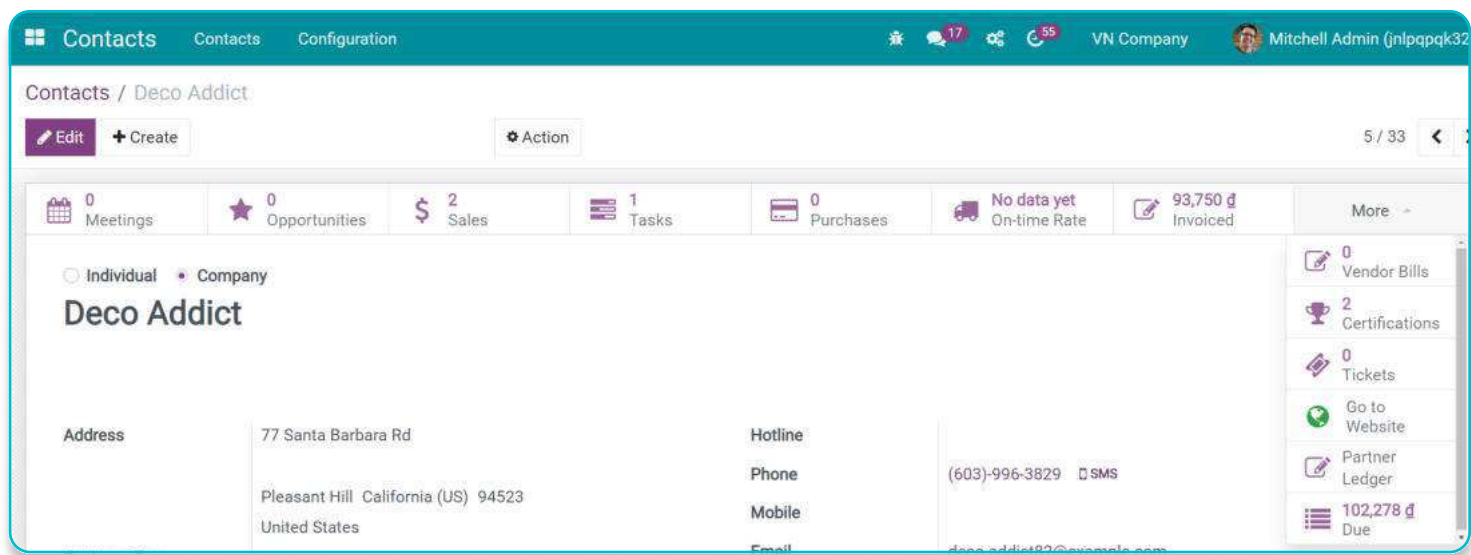 Contacts Contacts Configuration 17 55 VN Company Mitchell Admin (jnlpqpqk32
Contacts / Deco Addict
Edit + Create Action 5 / 33
0 Meetings
0 Opportunities
2 Sales
1 Tasks
0 Purchases
No data yet On-time Rate
93,750 ₫ Invoiced
More
0 Vendor Bills
2 Certifications
0 Tickets
Go to Website
Partner Ledger
102,278 ₫ Due
Individual Company
Deco Addict
Address 77 Santa Barbara Rd
Pleasant Hill California (US) 94523
United States
Hotline
Phone (603)-996-3829 SMS
Mobile
Email